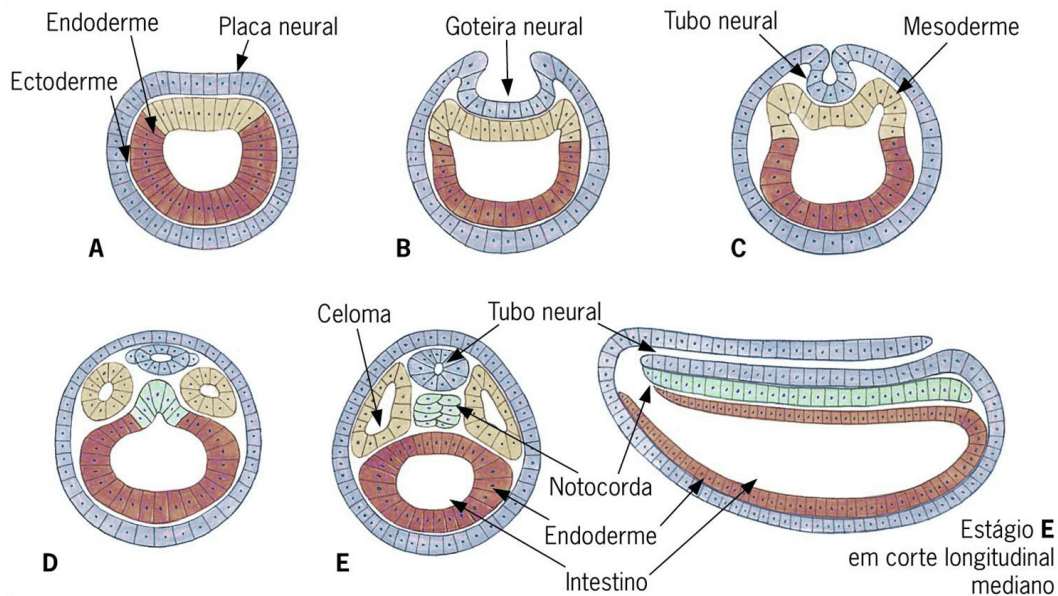 Endoderme
Placa neural
Ectoderme
A
Goteira neural
B
Tubo neural
Mesoderme
C
D
Celoma
Tubo neural
Notocorda
Endoderme
Intestino
E
Estágio E
em corte longitudinal
mediano